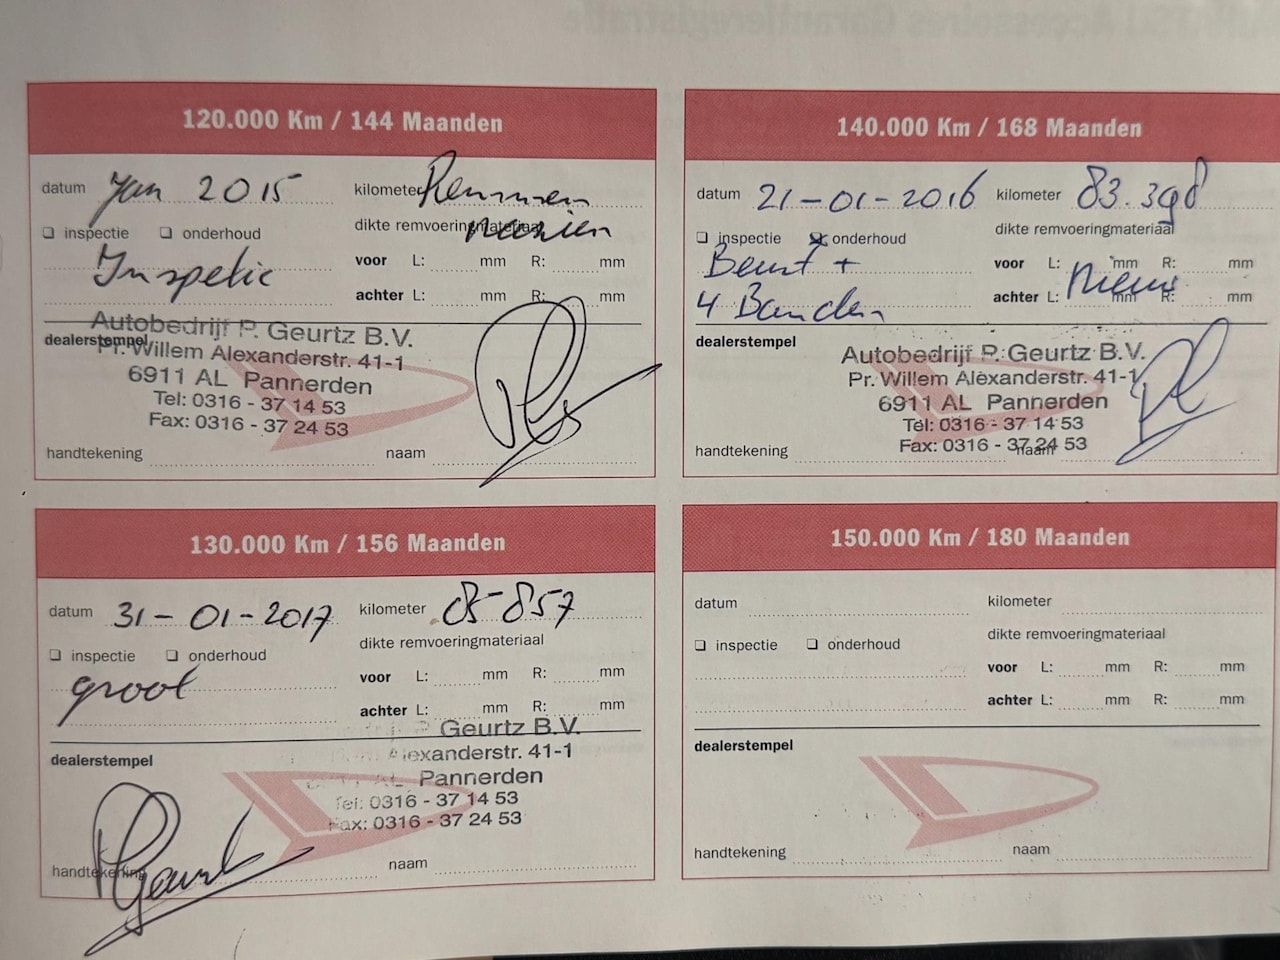 120.000 Km / 144 Maanden
datum Jan 2015 kilometer Remmen
dikte remvoeringmateriaal nazien
❑ inspectie ❑ onderhoud
voor L: mm R: mm
Inspetic
achter L: mm R:  mm
dealerstempel
Autobedrijf P. Geurtz B.V.
Pr. Willem Alexanderstr. 41-1
6911 AL Pannerden
Tel: 0316 - 37 14 53
Fax: 0316 - 37 24 53
handtekening naam
140.000 Km / 168 Maanden
datum 21-01-2016 kilometer 83.398
dikte remvoeringmateriaal
❑ inspectie ❑ onderhoud
voor L: mm R: mm
Beurt +
achter L: mm R: mm
Nieuw
4 Banden
dealerstempel
Autobedrijf P. Geurtz B.V.
Pr. Willem Alexanderstr. 41-1
6911 AL Pannerden
Tel: 0316 - 37 14 53
Fax: 0316 - 37 24 53
handtekening naam
130.000 Km / 156 Maanden
datum 31-01-2017 kilometer 85-857
dikte remvoeringmateriaal
❑ inspectie ❑ onderhoud
voor L: mm R: mm
groot
achter L: mm R: mm
dealerstempel
P. Geurtz B.V.
Alexanderstr. 41-1
AL Pannerden
Tel: 0316 - 37 14 53
Fax: 0316 - 37 24 53
handtekening naam
150.000 Km / 180 Maanden
datum kilometer
dikte remvoeringmateriaal
❑ inspectie ❑ onderhoud
voor L: mm R: mm
achter L: mm R: mm
dealerstempel
handtekening naam